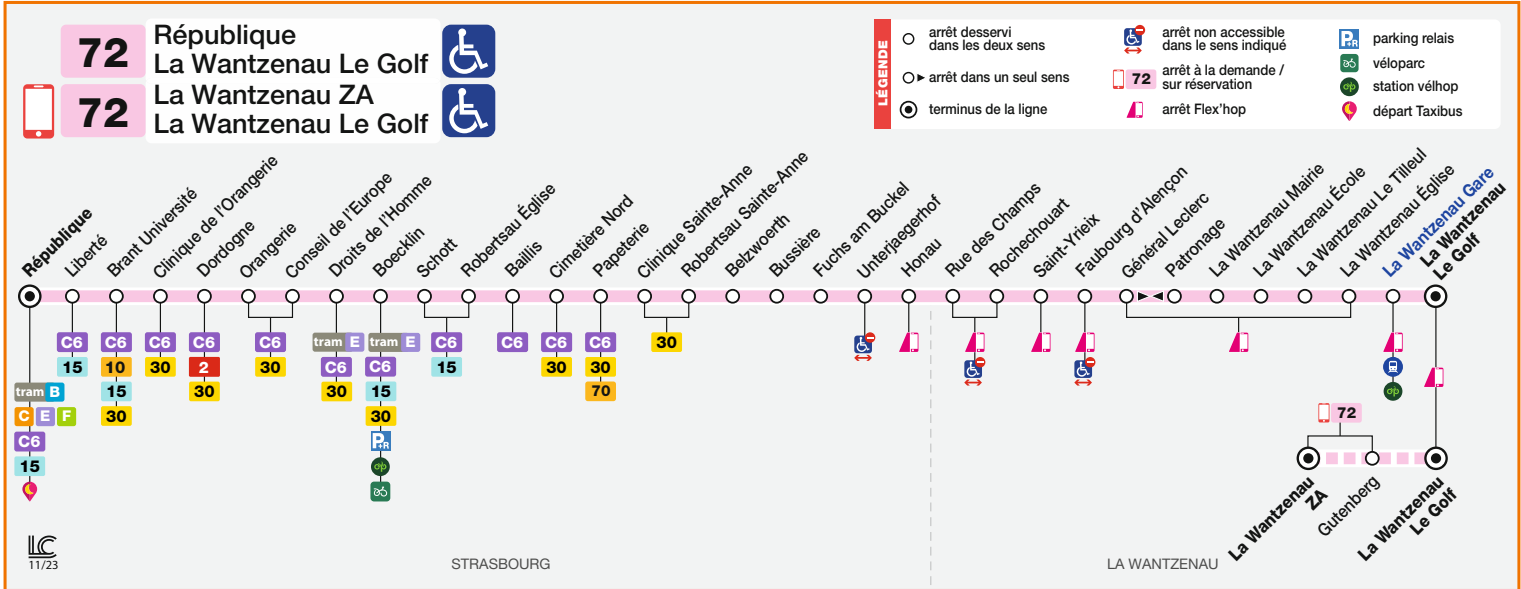 72
République
La Wantzenau Le Golf
72
La Wantzenau ZA
La Wantzenau Le Golf
LÉGENDE
arrêt desservi
dans les deux sens
arrêt dans un seul sens
terminus de la ligne
arrêt non accessible
dans le sens indiqué
72
arrêt à la demande /
sur réservation
arrêt Flex'hop
P+R
parking relais
véloparc
station vélhop
départ Taxibus
République
Liberté
Brant Université
Clinique de l'Orangerie
Dordogne
Orangerie
Conseil de l'Europe
Droits de l'Homme
Boecklin
Schott
Robertsau Église
Baillis
Cimetière Nord
Papeterie
Clinique Sainte-Anne
Robertsau Sainte-Anne
Belzworth
Bussière
Fuchs am Buckel
Unterjaegerhof
Honau
Rue des Champs
Rochechouart
Saint-Yrieix
Faubourg d'Alençon
Général Leclerc
Patronage
La Wantzenau Mairie
La Wantzenau École
La Wantzenau Le Tilleul
La Wantzenau Église
La Wantzenau Gare
La Wantzenau
Le Golf
tram B
C E F
C6
15
C6
15
C6
10
15
30
C6
30
C6
2
30
C6
30
tram E
C6
30
tram E
C6
15
30
P+R
C6
15
C6
C6
30
C6
30
70
30
72
La Wantzenau
ZA
Gutenberg
La Wantzenau
Le Golf
LC
11/23
STRASBOURG
LA WANTZENAU